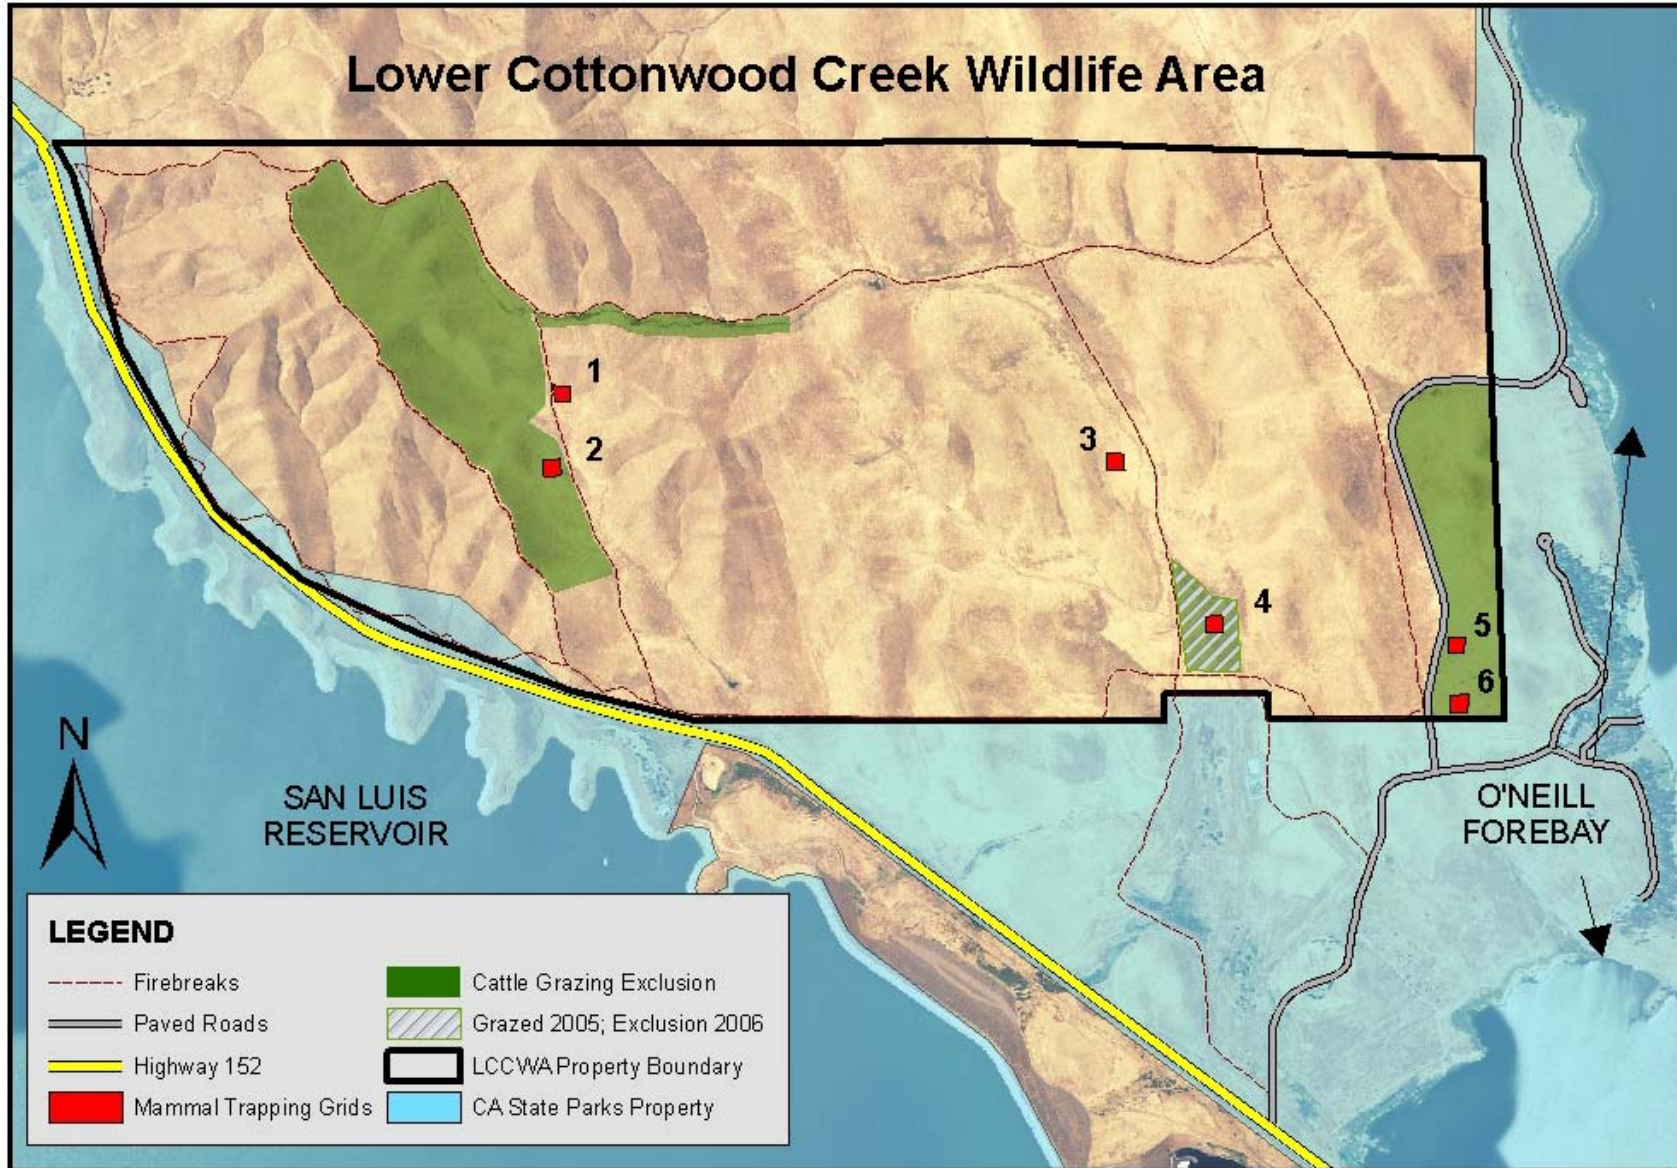 Lower Cottonwood Creek Wildlife Area
1
2
3
4
5
6
N
SAN LUIS
RESERVOIR
O'NEILL
FOREBAY
LEGEND
Firebreaks
Paved Roads
Highway 152
Mammal Trapping Grids
Cattle Grazing Exclusion
Grazed 2005; Exclusion 2006
LCCWA Property Boundary
CA State Parks Property